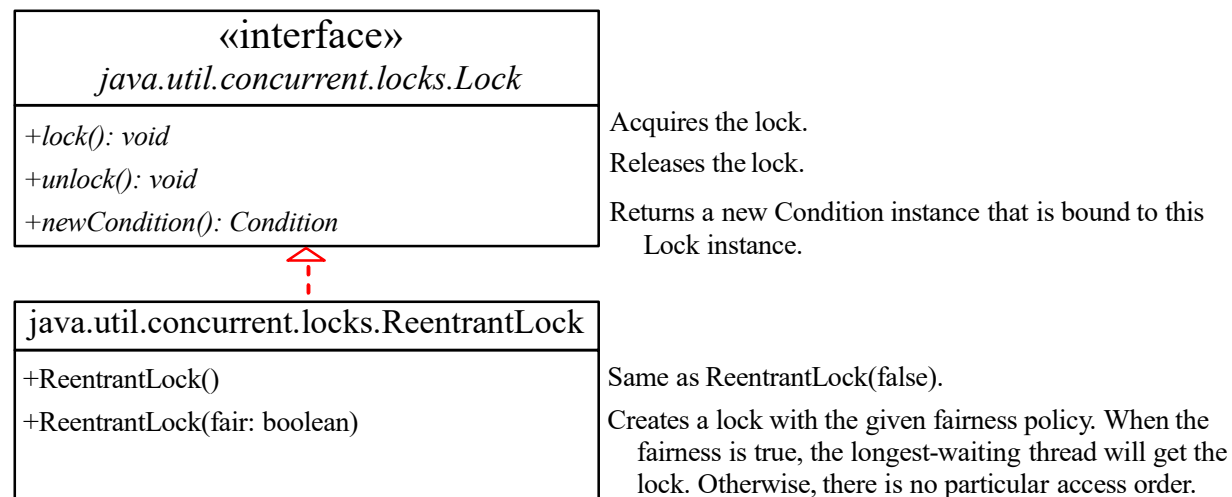 «interface»
java.util.concurrent.locks.Lock
+lock(): void
Acquires the lock.
+unlock(): void
Releases the lock.
+newCondition(): Condition
Returns a new Condition instance that is bound to this
Lock instance.
java.util.concurrent.locks.ReentrantLock
+ReentrantLock()
Same as ReentrantLock(false).
+ReentrantLock(fair: boolean)
Creates a lock with the given fairness policy. When the
fairness is true, the longest-waiting thread will get the
lock. Otherwise, there is no particular access order.